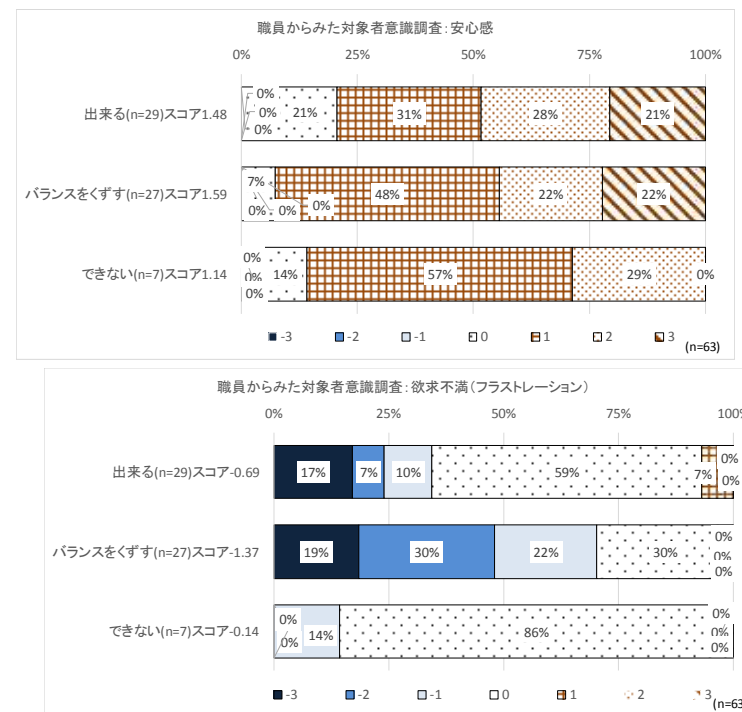 職員からみた対象者意識調査：安心感
0% 25% 50% 75% 100%
出来る(n=29)スコア1.48 0% 0% 0% 21% 31% 28% 21%
バランスをくずす(n=27)スコア1.59 7% 0% 0% 0% 48% 22% 22%
できない(n=7)スコア1.14 0% 0% 0% 14% 57% 29% 0%
-3 -2 -1 0 1 2 3
(n=63)
職員からみた対象者意識調査：欲求不満（フラストレーション）
0% 25% 50% 75% 100%
出来る(n=29)スコア-0.69 17% 7% 10% 59% 7% 0% 0%
バランスをくずす(n=27)スコア-1.37 19% 30% 22% 30% 0% 0% 0%
できない(n=7)スコア-0.14 0% 0% 14% 86% 0% 0% 0%
-3 -2 -1 0 1 2 3
(n=63